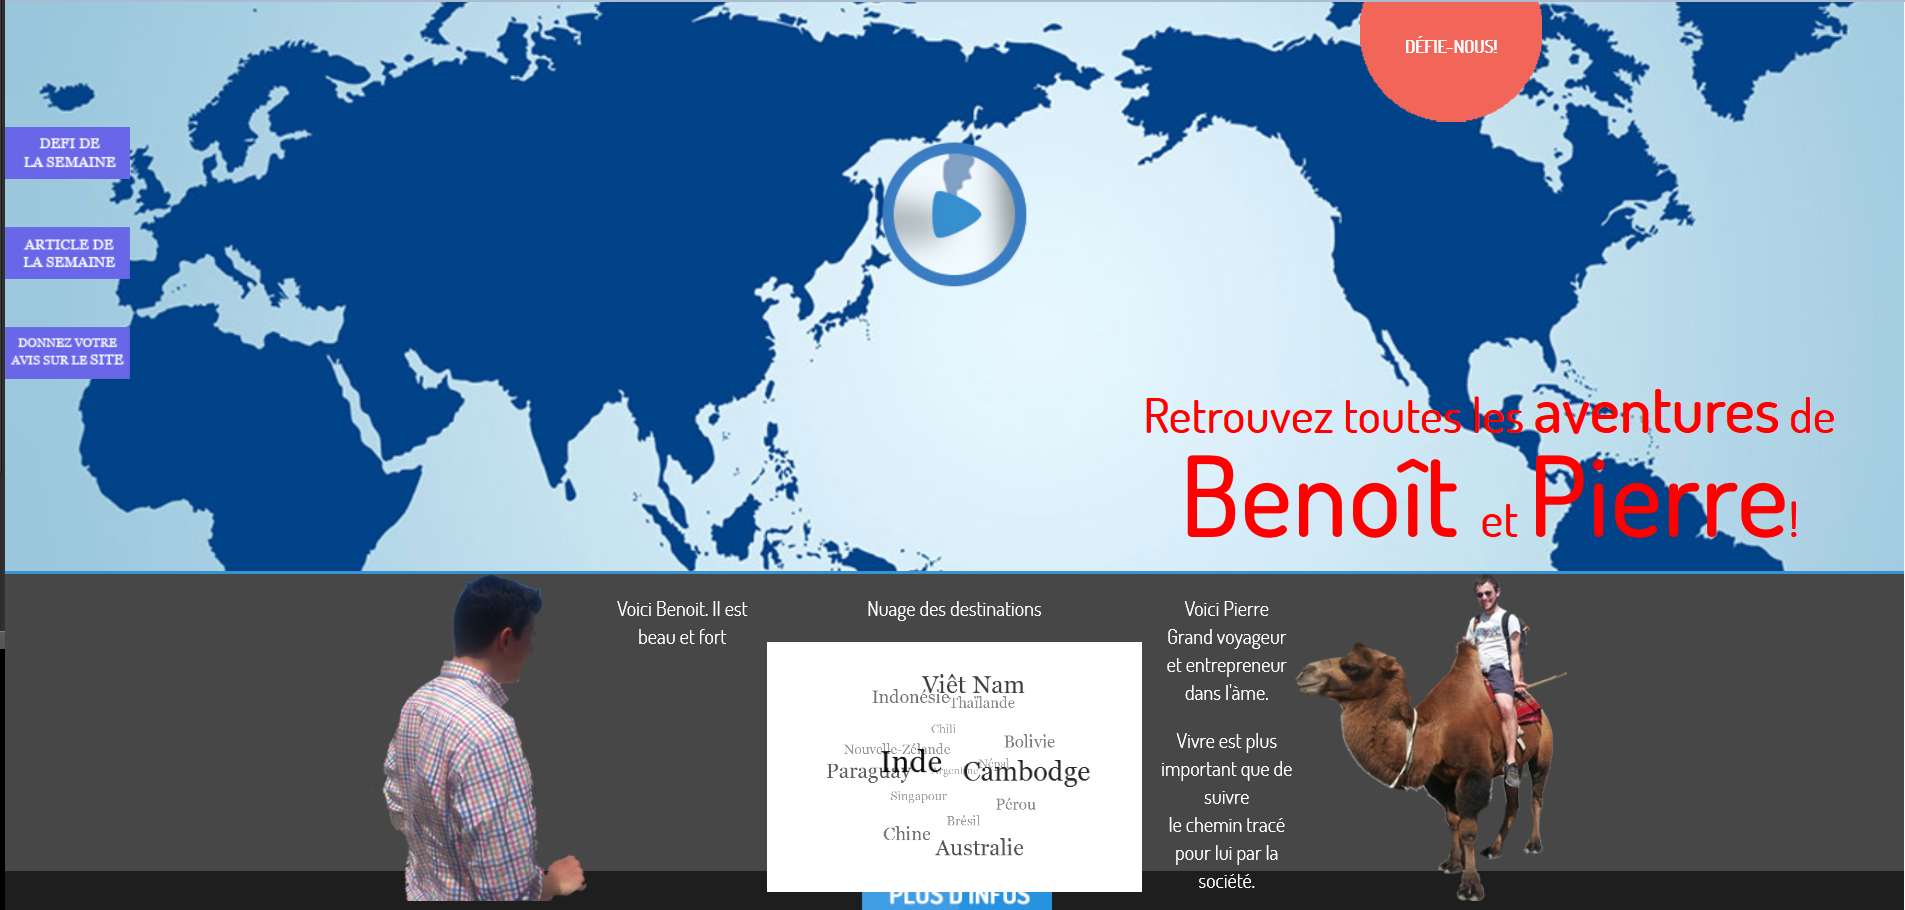 DÉFIE-NOUS!
DEFI DE
LA SEMAINE
ARTICLE DE
LA SEMAINE
DONNEZ VOTRE
AVIS SUR LE SITE
Retrouvez toutes les aventures de
Benoît et Pierre!
Voici Benoit. Il est
beau et fort
Nuage des destinations
Viêt Nam
Indonésie
Thaïlande
Chili
Bolivie
Nouvelle-Zélande
Inde
Népal
Paraguay
Argentine
Cambodge
Singapour
Pérou
Brésil
Chine
Australie
Voici Pierre
Grand voyageur
et entrepreneur
dans l'àme.
Vivre est plus
important que de
suivre
le chemin tracé
pour lui par la
société.
PLUS D'INFOS